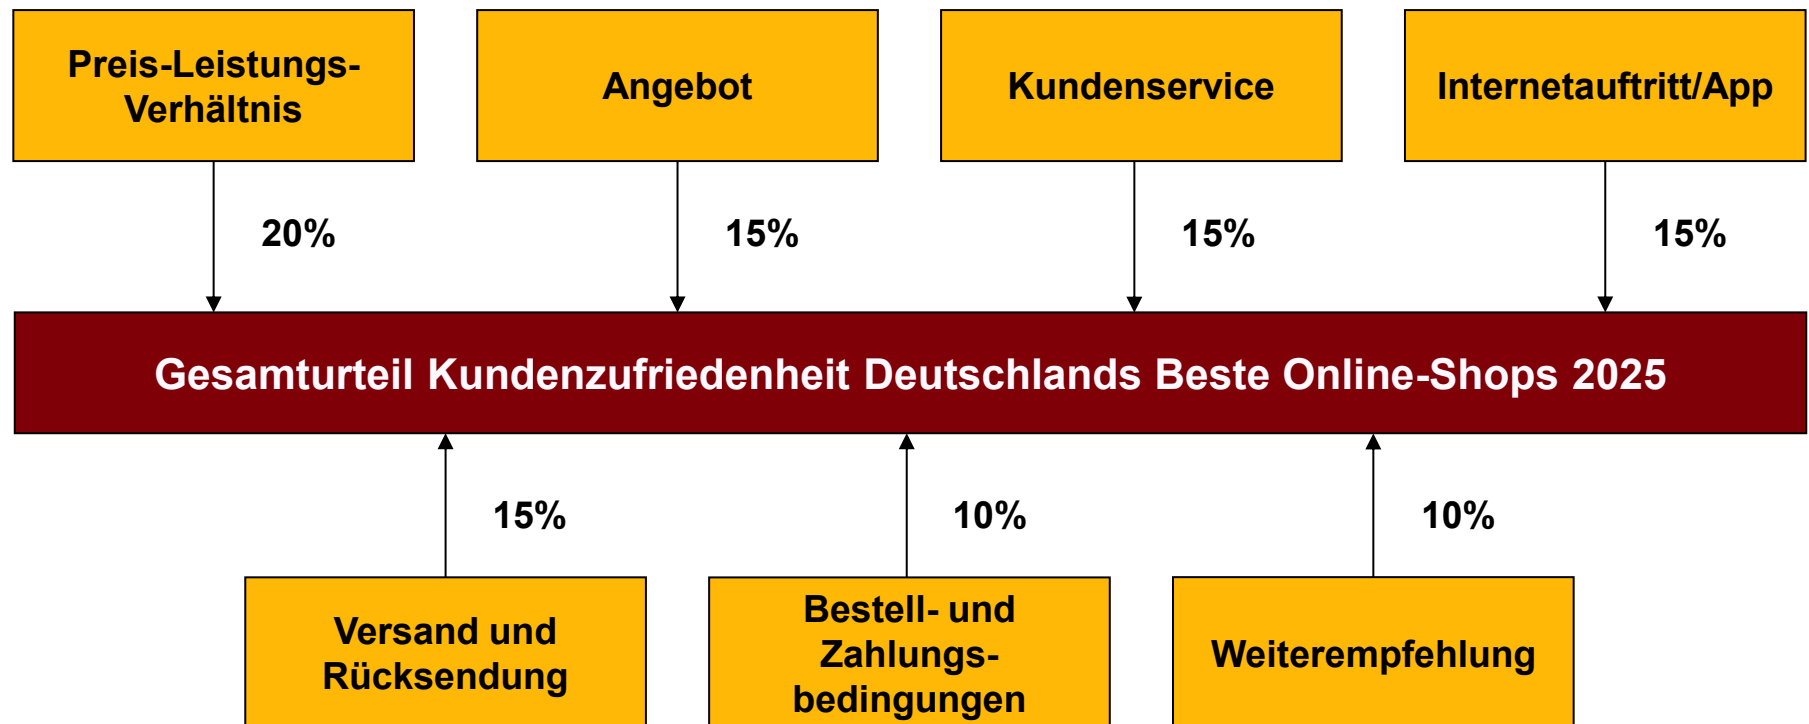 Preis-Leistungs-
Verhältnis
Angebot
Kundenservice
Internetauftritt/App
20%
15%
15%
15%
Gesamturteil Kundenzufriedenheit Deutschlands Beste Online-Shops 2025
15%
10%
10%
Versand und
Rücksendung
Bestell- und
Zahlungs-
bedingungen
Weiterempfehlung